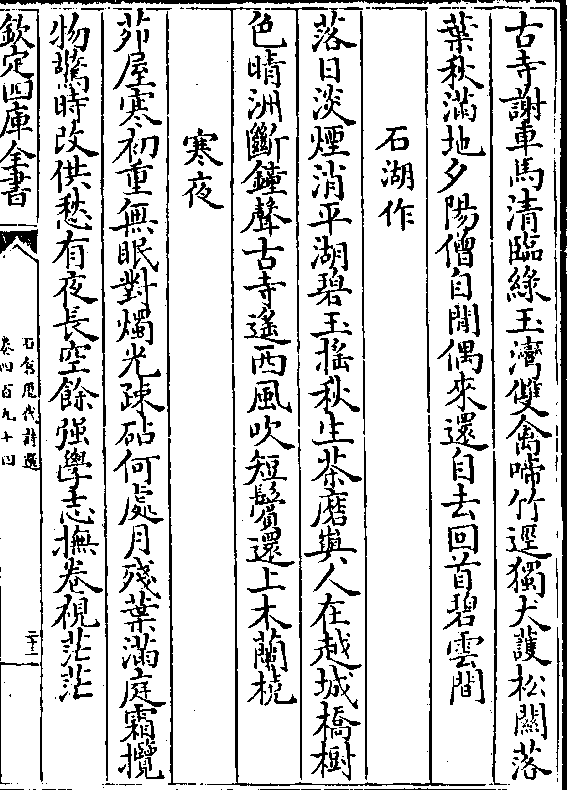 古寺謝車馬清臨綠玉灣雙禽啼竹逕獨犬護松關落
葉秋滿地夕陽僧自閒偶來還自去回首碧雲間
石湖作
落日淡煙消平湖碧玉揺秋生茶磨與人在越城橋樹
色晴洲斷鐘聲古寺遙西風吹短鬢還上木蘭橈
寒夜
茆屋寒初重無眠對燭光踈砧何處月殘葉滿庭霜攬
物驚時改供愁有夜長空餘强學志撫卷視茫茫
欽定四庫全書
石倉歴代詩選
卷四百九十四
二十三